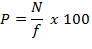 P = N/f x 100